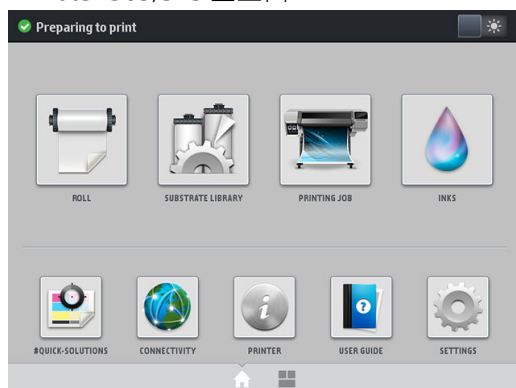 Preparing to print
ROLL
SUBSTRATE LIBRARY
PRINTING JOB
INKS
#QUICK-SOLUTIONS
CONNECTIVITY
PRINTER
USER GUIDE
SETTINGS